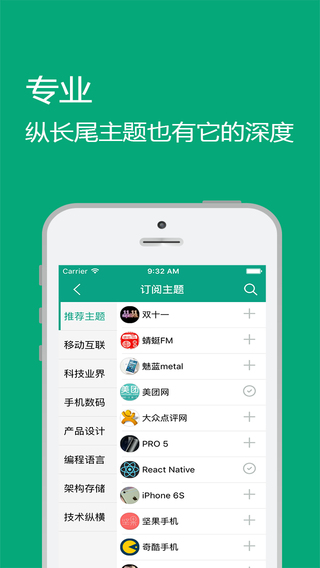 专业
纵长尾主题也有它的深度
Carrier 9:32 AM
订阅主题
推荐主题
移动互联
科技业界
手机数码
产品设计
编程语言
架构存储
技术纵横
双十一
蜻蜓FM
魅蓝metal
美团 美团网
大众点评网
PRO 5
React Native
iPhone 6S
坚果手机
奇酷手机